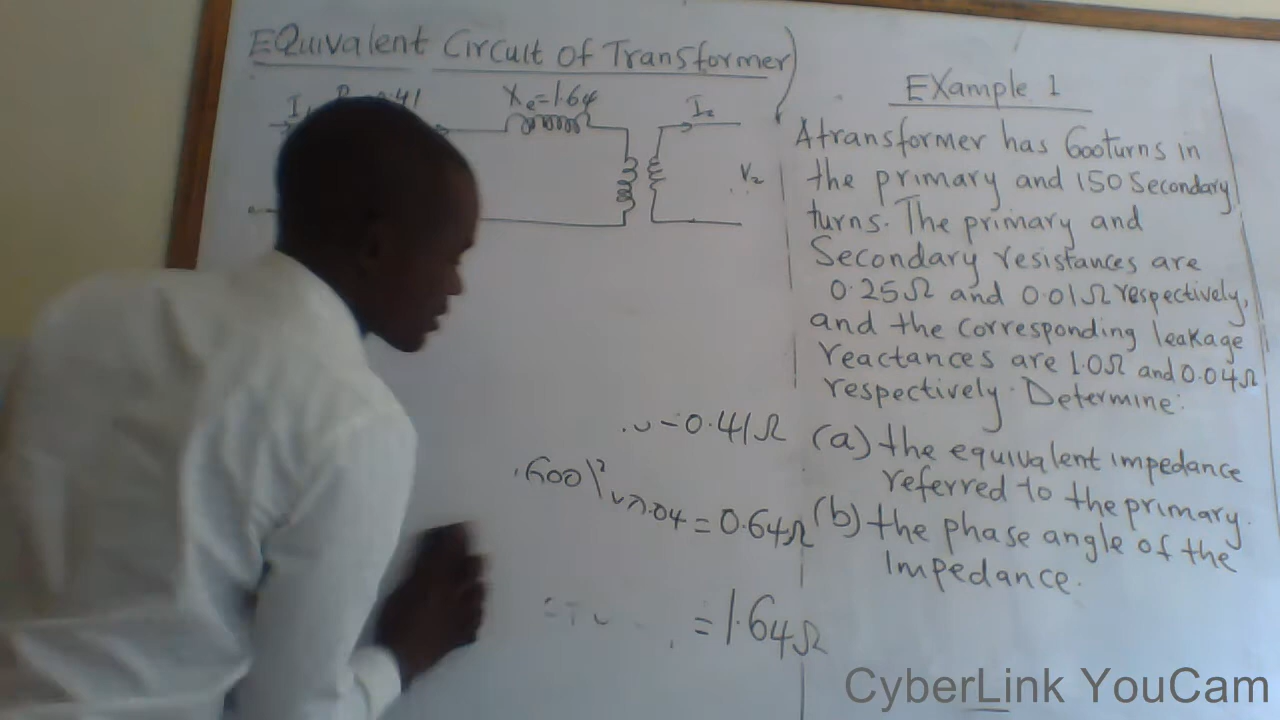 EQuivalent Circuit Of Transformer
I
Xe=1.64
I2
V2
-0.41Ω
600
=0.64Ω
=1.64Ω
EXample 1
A transformer has 600turns in
the primary and 150 Secondary
turns. The primary and
Secondary resistances are
0.25Ω and 0.01Ω respectively,
and the corresponding leakage
reactances are 1.0Ω and 0.04Ω
respectively. Determine:
(a) the equivalent impedance
referred to the primary.
(b) the phase angle of the
Impedance.
CyberLink YouCam